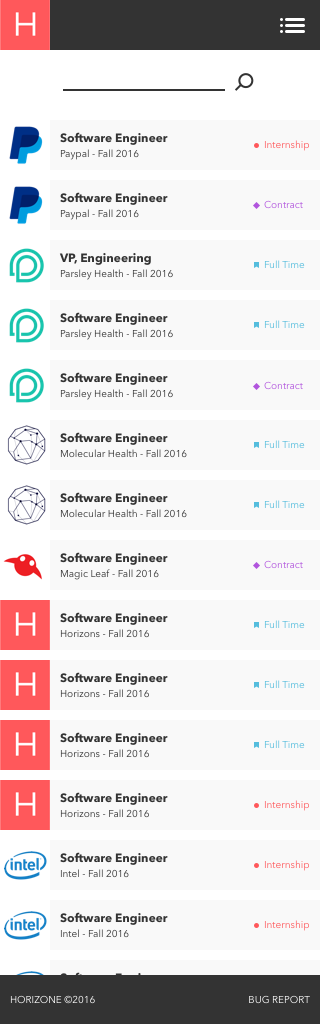 H
Software Engineer
Paypal - Fall 2016
Internship
Software Engineer
Paypal - Fall 2016
Contract
VP, Engineering
Parsley Health - Fall 2016
Full Time
Software Engineer
Parsley Health - Fall 2016
Full Time
Software Engineer
Parsley Health - Fall 2016
Contract
Software Engineer
Molecular Health - Fall 2016
Full Time
Software Engineer
Molecular Health - Fall 2016
Full Time
Software Engineer
Magic Leaf - Fall 2016
Contract
H
Software Engineer
Horizons - Fall 2016
Full Time
H
Software Engineer
Horizons - Fall 2016
Full Time
H
Software Engineer
Horizons - Fall 2016
Full Time
H
Software Engineer
Horizons - Fall 2016
Internship
intel
Software Engineer
Intel - Fall 2016
Internship
intel
Software Engineer
Intel - Fall 2016
Internship
HORIZONE ©2016
BUG REPORT